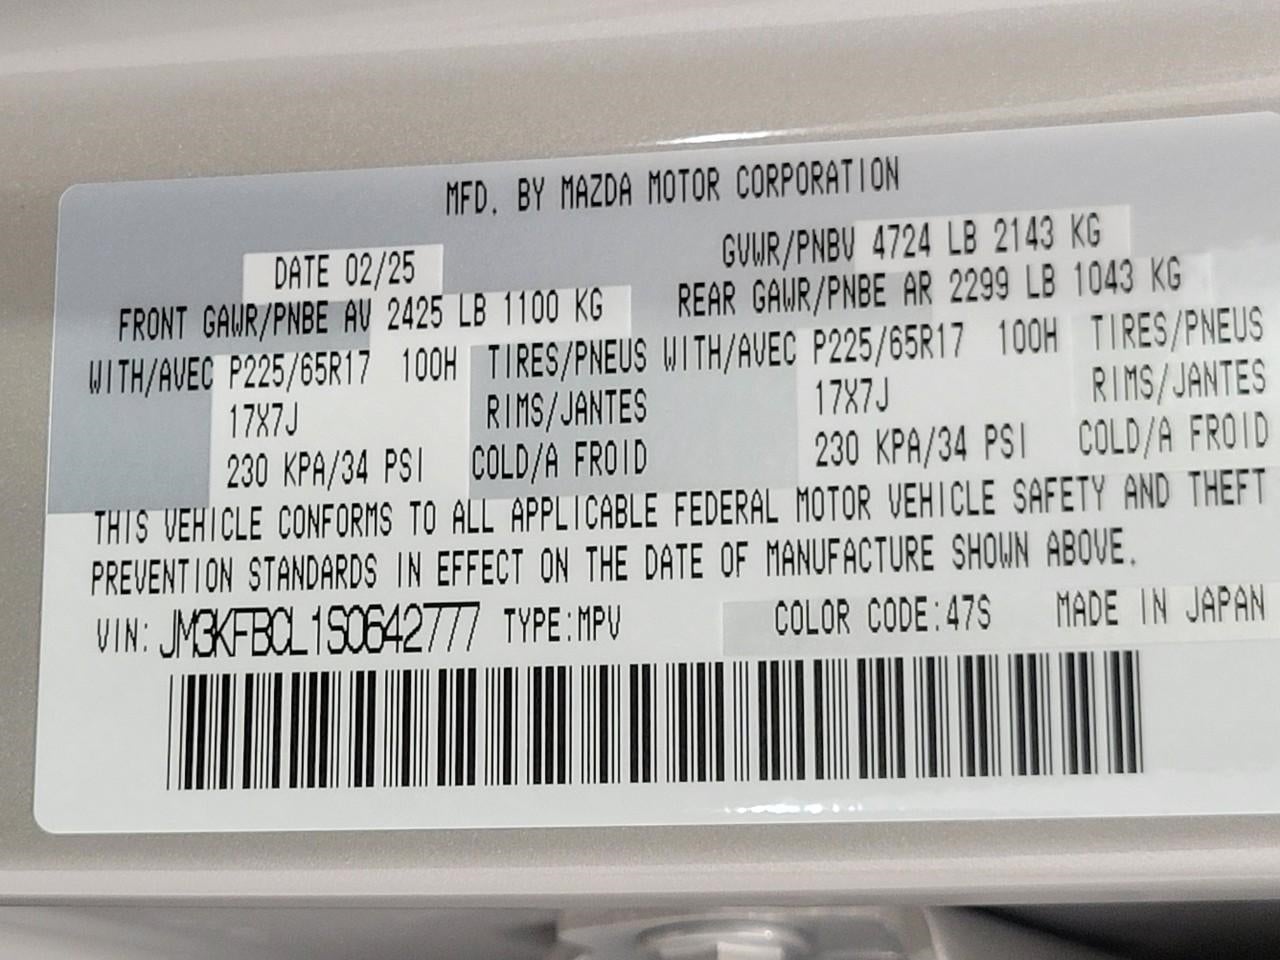 MFD. BY MAZDA MOTOR CORPORATION
DATE 02/25 GVWR/PNBV 4724 LB 2143 KG
FRONT GAWR/PNBE AV 2425 LB 1100 KG REAR GAWR/PNBE AR 2299 LB 1043 KG
WITH/AVEC P225/65R17 100H TIRES/PNEUS WITH/AVEC P225/65R17 100H TIRES/PNEUS
17X7J RIMS/JANTES 17X7J RIMS/JANTES
230 KPA/34 PSI COLD/A FROID 230 KPA/34 PSI COLD/A FROID
THIS VEHICLE CONFORMS TO ALL APPLICABLE FEDERAL MOTOR VEHICLE SAFETY AND THEFT
PREVENTION STANDARDS IN EFFECT ON THE DATE OF MANUFACTURE SHOWN ABOVE.
VIN: JM3KFBCL1S0642777 TYPE:MPV COLOR CODE:47S MADE IN JAPAN